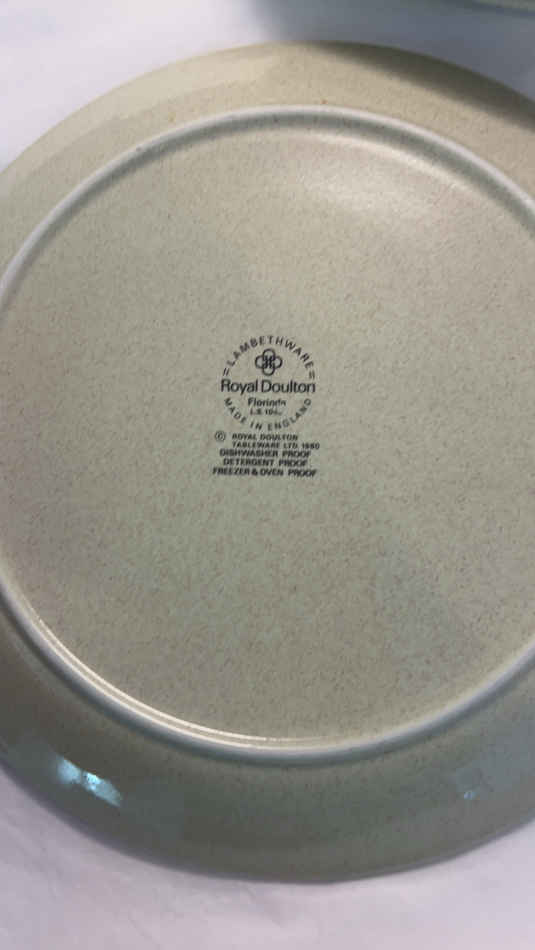 = LAMBETHWARE =
Royal Doulton
Florinda
L.S. 
MADE IN ENGLAND
© ROYAL DOULTON
TABLEWARE LTD. 1980
DISHWASHER PROOF
DETERGENT PROOF
FREEZER & OVEN PROOF